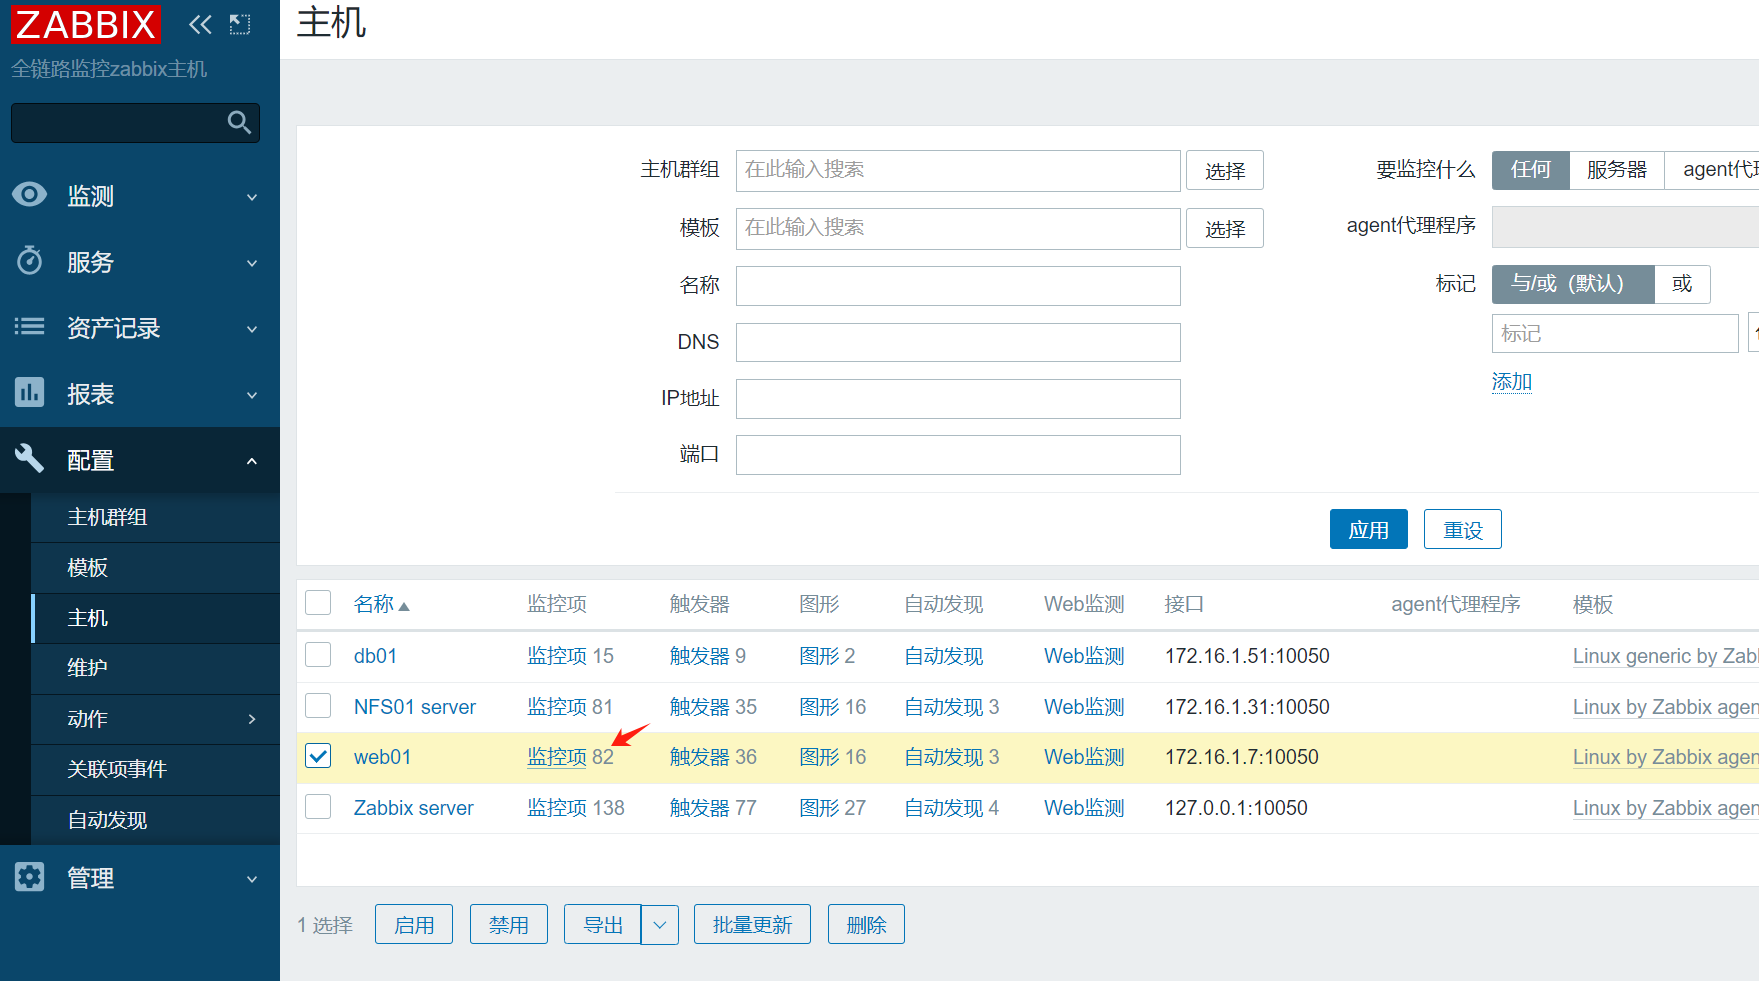 ZABBIX
全链路监控zabbix主机
监测
服务
资产记录
报表
配置
主机群组
模板
主机
维护
动作
关联项事件
自动发现
管理
主机
主机群组 在此输入搜索 选择
模板 在此输入搜索 选择
名称
DNS
IP地址
端口
要监控什么 任何 服务器 agent代理
agent代理程序
标记 与/或（默认） 或
标记
添加
应用 重设
名称 监控项 触发器 图形 自动发现 Web监测 接口 agent代理程序 模板
db01 监控项 15 触发器 9 图形 2 自动发现 Web监测 172.16.1.51:10050 Linux generic by Zabb
NFS01 server 监控项 81 触发器 35 图形 16 自动发现 3 Web监测 172.16.1.31:10050 Linux by Zabbix agen
web01 监控项 82 触发器 36 图形 16 自动发现 3 Web监测 172.16.1.7:10050 Linux by Zabbix agen
Zabbix server 监控项 138 触发器 77 图形 27 自动发现 4 Web监测 127.0.0.1:10050 Linux by Zabbix agen
1 选择 启用 禁用 导出 批量更新 删除